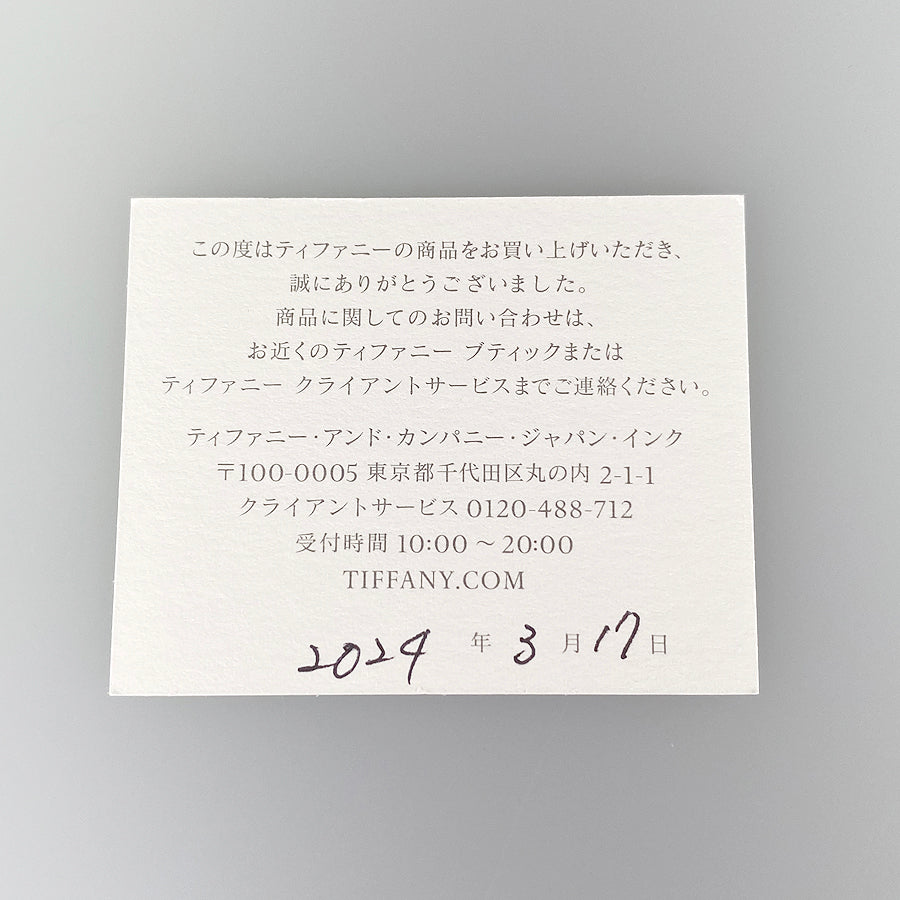 この度はティファニーの商品をお買い上げいただき、
誠にありがとうございました。
商品に関してのお問い合わせは、
お近くのティファニー ブティックまたは
ティファニー クライアントサービスまでご連絡ください。
ティファニー・アンド・カンパニー・ジャパン・インク
〒100-0005 東京都千代田区丸の内 2-1-1
クライアントサービス 0120-488-712
受付時間 10:00 〜 20:00
TIFFANY.COM
2024 年 3 月 17 日